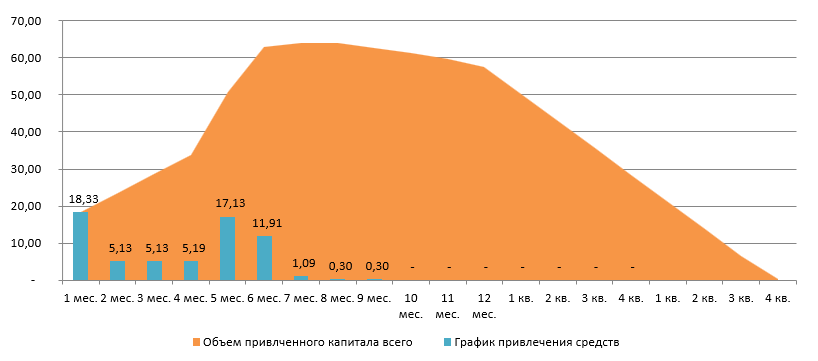 70,00
60,00
50,00
40,00
30,00
20,00
10,00
-
18,33
5,13
5,13
5,19
17,13
11,91
1,09
0,30
0,30
-
-
-
-
-
-
-
1 мес.
2 мес.
3 мес.
4 мес.
5 мес.
6 мес.
7 мес.
8 мес.
9 мес.
10
мес.
11
мес.
12
мес.
1 кв.
2 кв.
3 кв.
4 кв.
1 кв.
2 кв.
3 кв.
4 кв.
Объем привлченного капитала всего
График привлечения средств